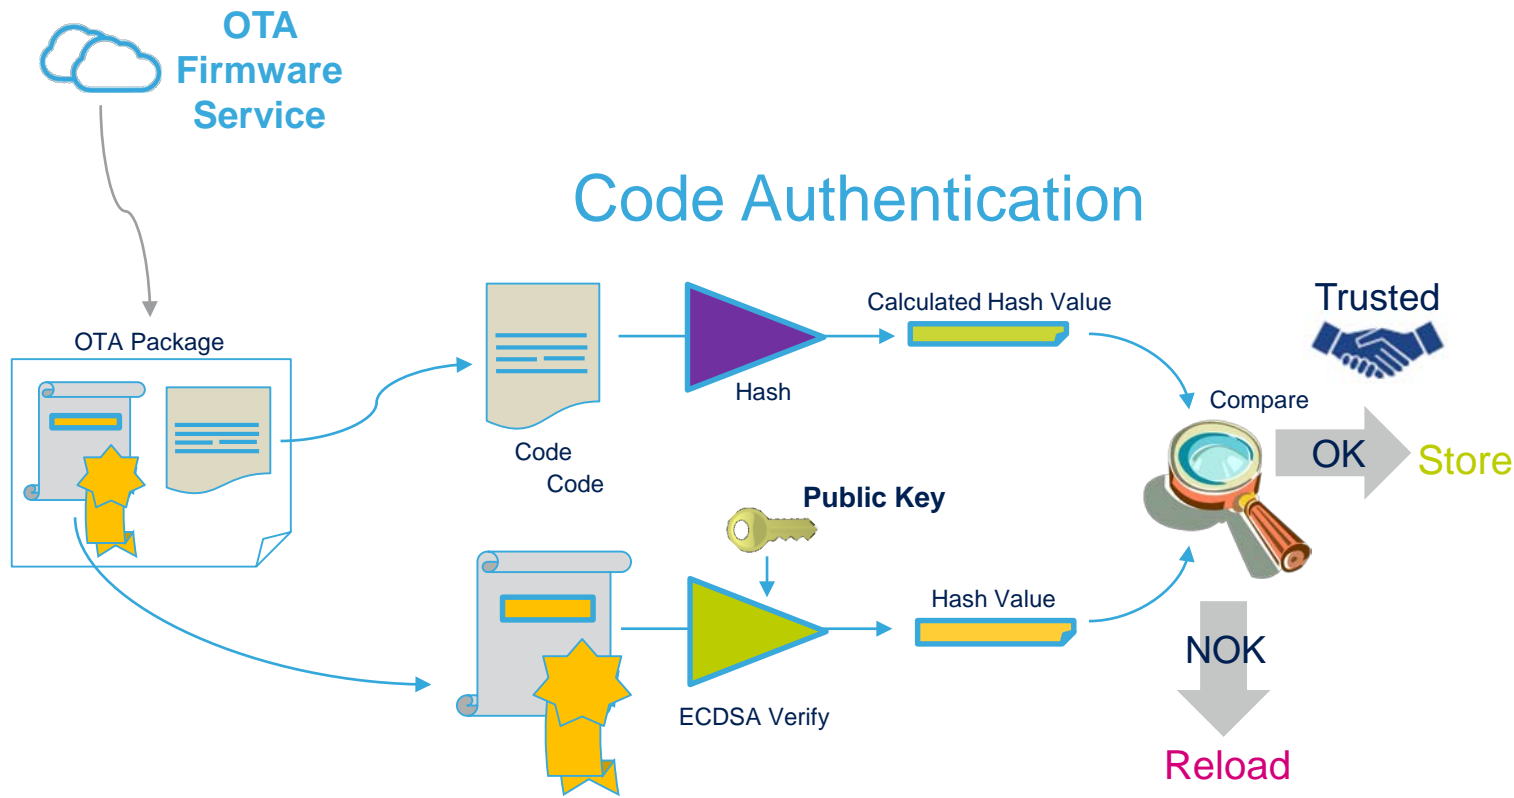 OTA
Firmware
Service
Code Authentication
OTA Package
Calculated Hash Value
Trusted
Hash
Compare
Code
Code
OK
Store
Public Key
Hash Value
NOK
ECDSA Verify
Reload